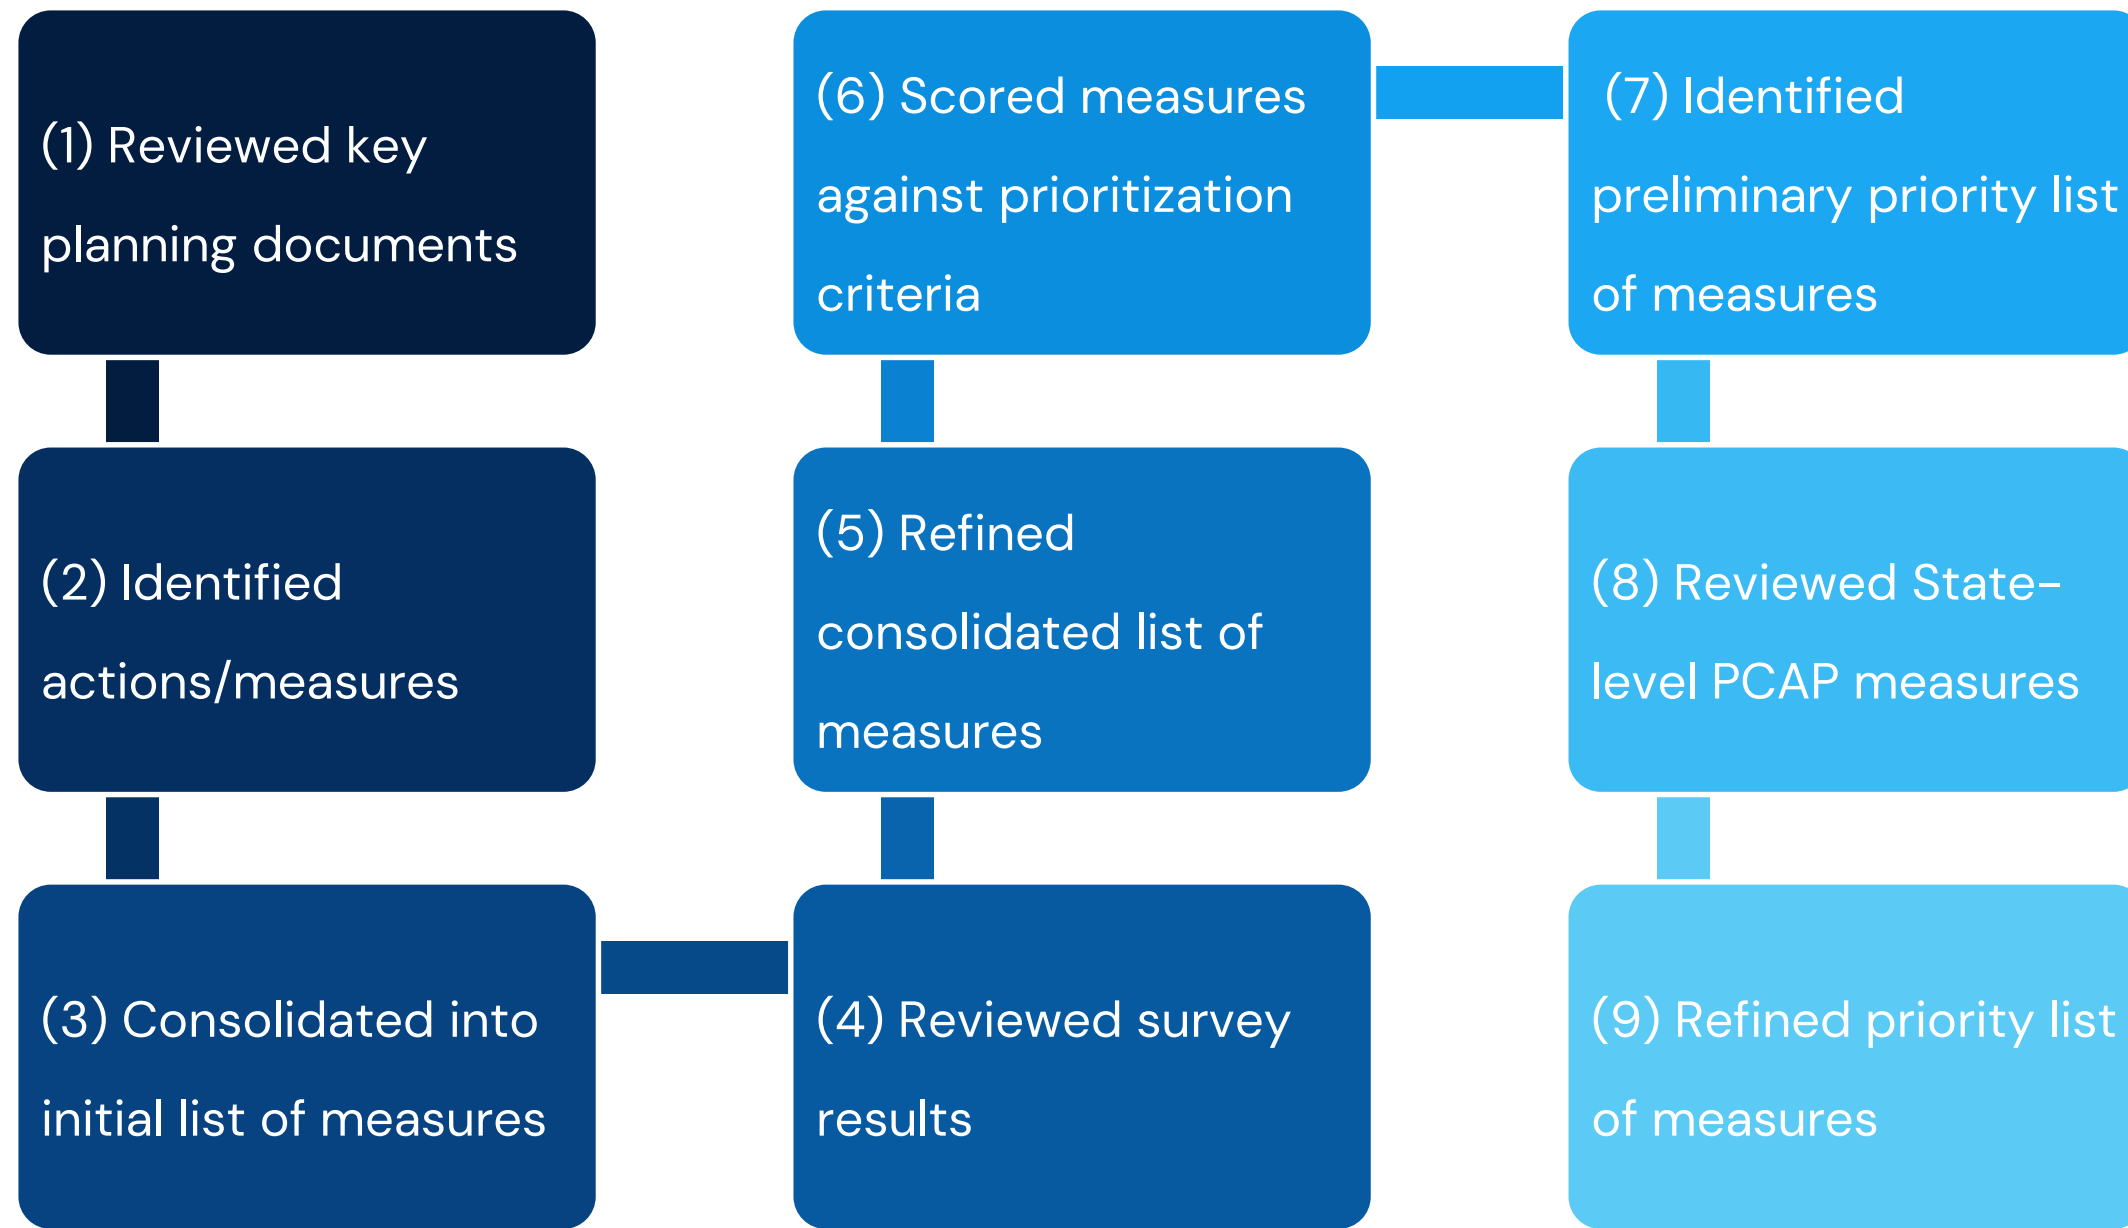 (1) Reviewed key
planning documents
(2) Identified
actions/measures
(3) Consolidated into
initial list of measures
(4) Reviewed survey
results
(5) Refined
consolidated list of
measures
(6) Scored measures
against prioritization
criteria
(7) Identified
preliminary priority list
of measures
(8) Reviewed State-
level PCAP measures
(9) Refined priority list
of measures